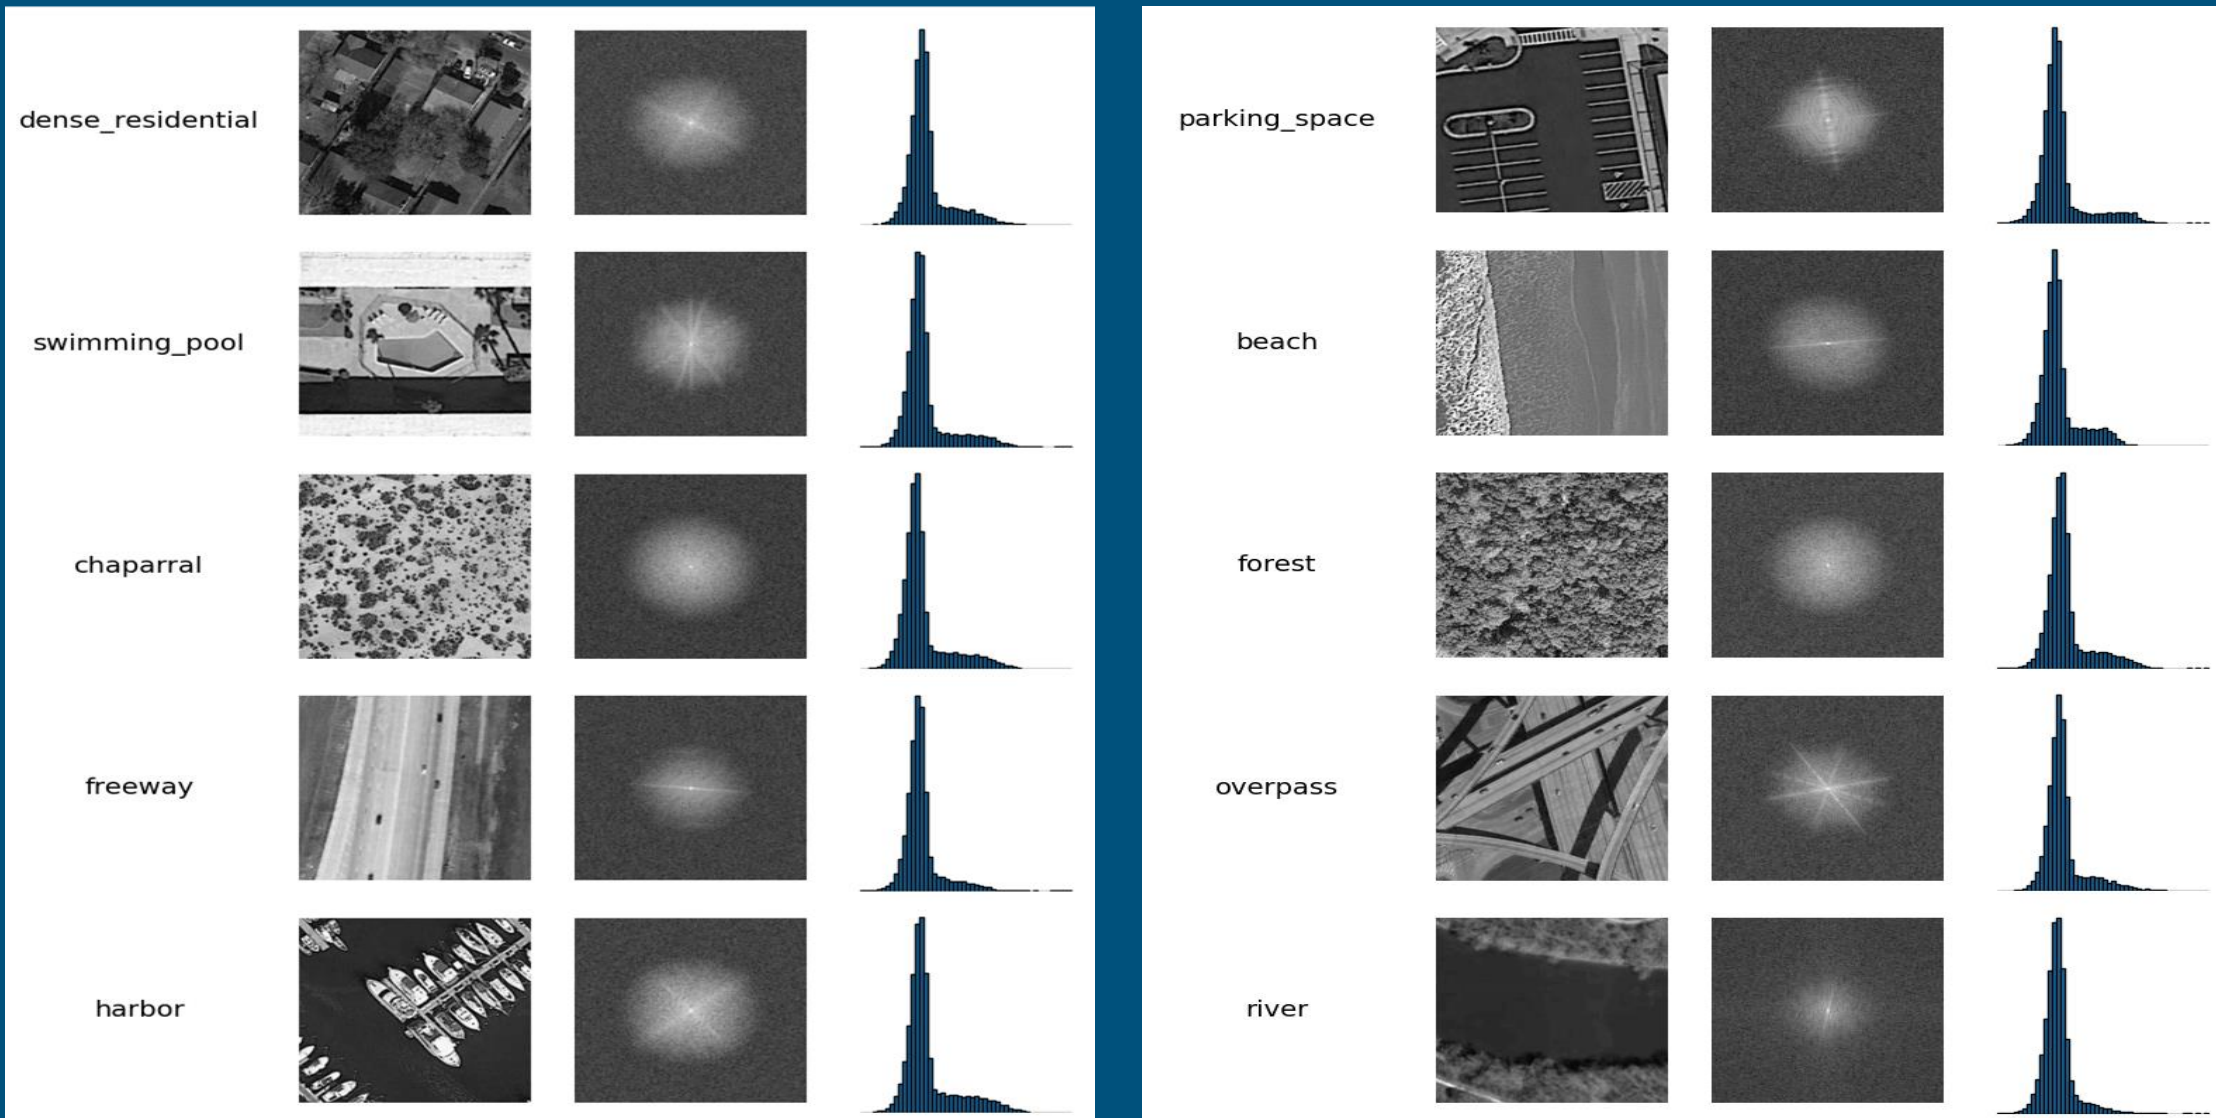 dense_residential
swimming_pool
chaparral
freeway
harbor
parking_space
beach
forest
overpass
river